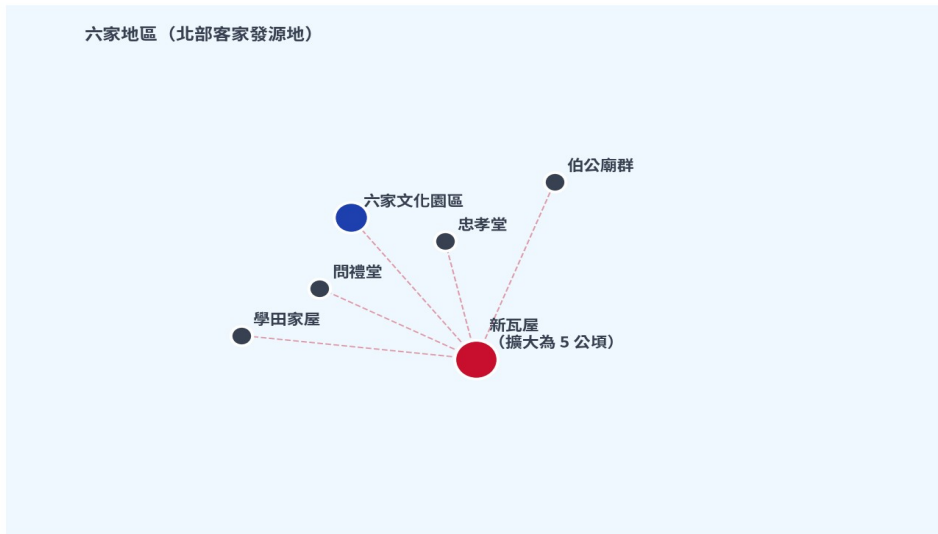 六家地區（北部客家發源地）
伯公廟群
六家文化園區
忠孝堂
問禮堂
學田家屋
新瓦屋
（擴大為 5 公頃）